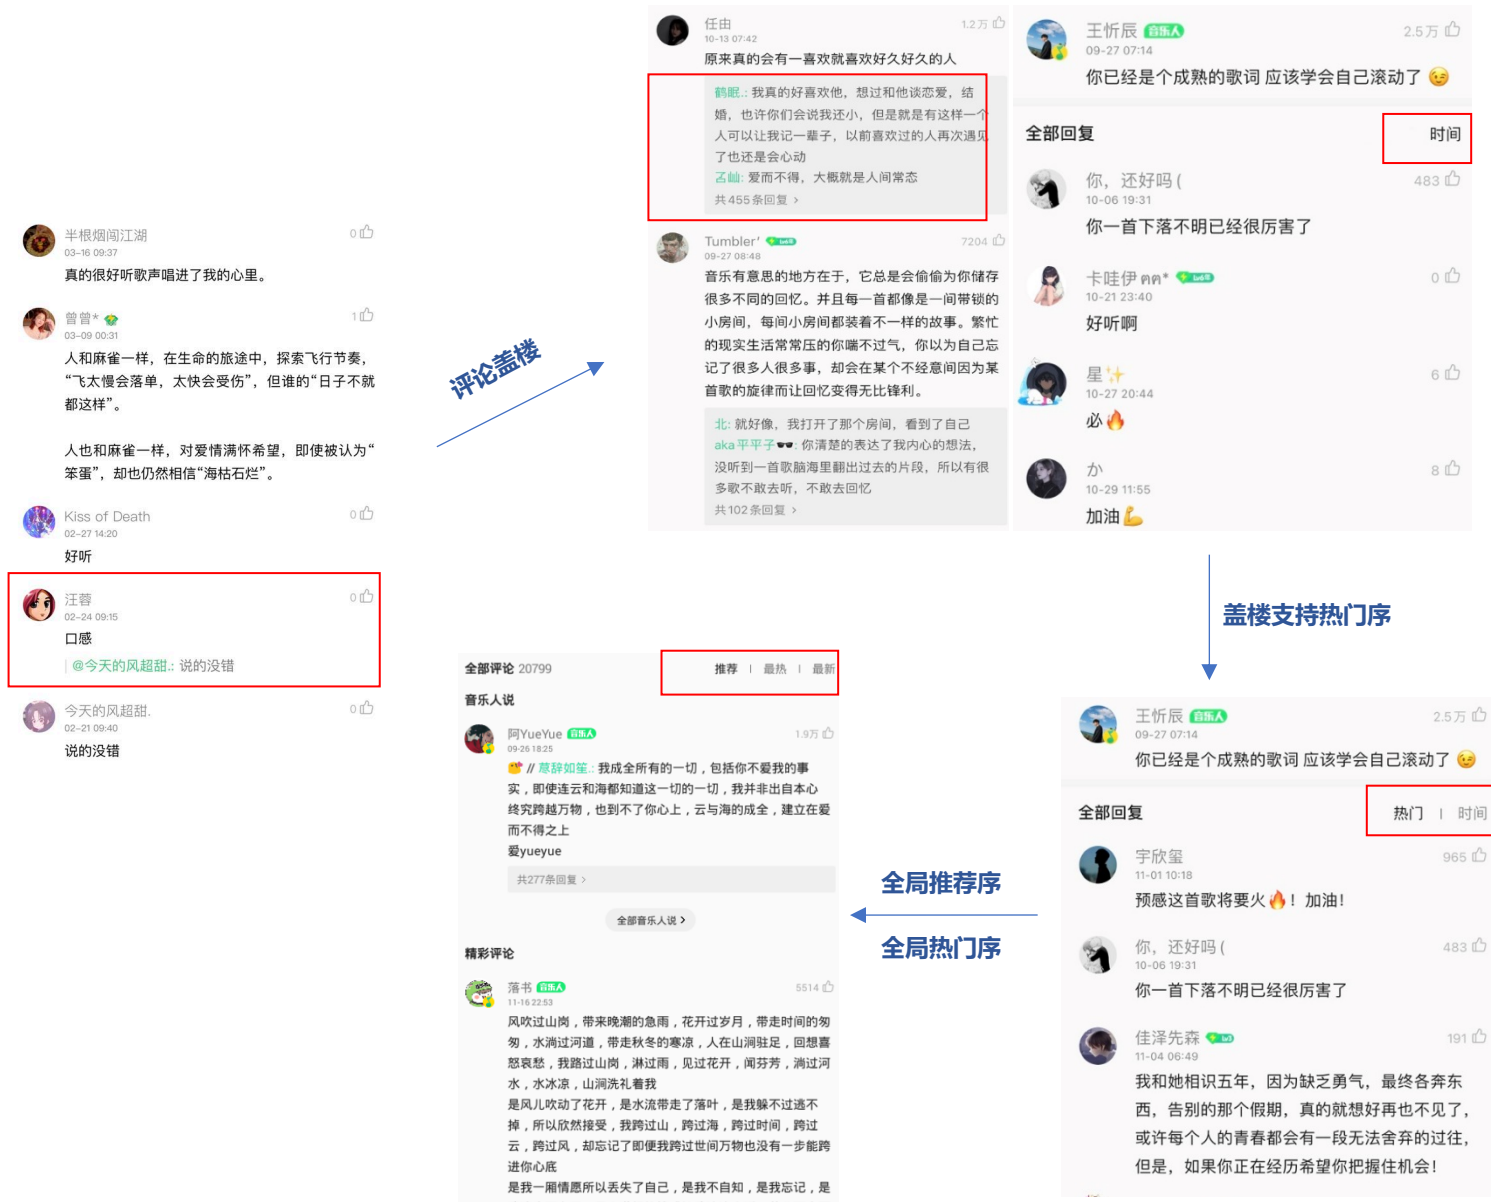 半根烟闯江湖
0
03-16 09:37
真的很好听歌声唱进了我的心里。
曾曾*
1
03-09 00:31
人和麻雀一样，在生命的旅途中，探索飞行节奏，
“飞太慢会落单，太快会受伤”，但谁的“日子不就
都这样”。
人也和麻雀一样，对爱情满怀希望，即使被认为“
笨蛋”，却也仍然相信“海枯石烂”。
Kiss of Death
0
02-27 14:20
好听
汪蓉
0
02-24 09:15
口感
@今天的风超甜.: 说的没错
今天的风超甜.
0
02-21 09:40
说的没错
评论盖楼
任由
1.2万
10-13 07:42
原来真的会有一喜欢就喜欢好久好久的人
鹤眠.: 我真的好喜欢他，想过和他谈恋爱，结
婚，也许你们会说我还小，但是就是有这样一个
人可以让我记一辈子，以前喜欢过的人再次遇见
了也还是会心动
孟屾: 爱而不得，大概就是人间常态
共455条回复 >
Tumbler′
7204
09-27 08:48
音乐有意思的地方在于，它总是会偷偷为你储存
很多不同的回忆。并且每一首都像是一间带锁的
小房间，每间小房间都装着不一样的故事。繁忙
的现实生活常常压的你喘不过气，你以为自己忘
记了很多人很多事，却会在某个不经意间因为某
首歌的旋律而让回忆变得无比锋利。
北: 就好像，我打开了那个房间，看到了自己
aka平平子🕶: 你清楚的表达了我内心的想法，
没听到一首歌脑海里翻出过去的片段，所以有很
多歌不敢去听，不敢去回忆
共102条回复 >
王忻辰 音乐人
2.5万
09-27 07:14
你已经是个成熟的歌词 应该学会自己滚动了 😉
全部回复
时间
你，还好吗 (
483
10-06 19:31
你一首下落不明已经很厉害了
卡哇伊 ฅฅ*
0
10-21 23:40
好听啊
星✨
6
10-27 20:44
必🔥
か
8
10-29 11:55
加油💪
盖楼支持热门序
王忻辰 音乐人
2.5万
09-27 07:14
你已经是个成熟的歌词 应该学会自己滚动了 😉
全部回复
热门 | 时间
宇欣玺
965
11-01 10:18
预感这首歌将要火🔥！加油！
你，还好吗 (
483
10-06 19:31
你一首下落不明已经很厉害了
佳泽先森
191
11-04 06:49
我和她相识五年，因为缺乏勇气，最终各奔东
西，告别的那个假期，真的就想好再也不见了，
或许每个人的青春都会有一段无法舍弃的过往，
但是，如果你正在经历希望你把握住机会！
全局推荐序
全局热门序
全部评论 20799
推荐 | 最热 | 最新
音乐人说
阿YueYue 音乐人
1.9万
09-26 18:25
// 荩辞如笙.: 我成全所有的一切，包括你不爱我的事
实，即使连云和海都知道这一切的一切，我并非出自本心
终究跨越万物，也到不了你心上，云与海的成全，建立在爱
而不得之上
爱yueyue
共277条回复 >
全部音乐人说 >
精彩评论
落书 音乐人
5514
11-16 22:53
风吹过山岗，带来晚潮的急雨，花开过岁月，带走时间的匆
匆，水淌过河道，带走秋冬的寒凉，人在山涧驻足，回想喜
怒哀愁，我路过山岗，淋过雨，见过花开，闻芬芳，淌过河
水，水冰凉，山涧洗礼着我
是风儿吹动了花开，是水流带走了落叶，是我躲不过逃不
掉，所以欣然接受，我跨过山，跨过海，跨过时间，跨过
云，跨过风，却忘记了即便我跨过世间万物也没有一步能跨
进你心底
是我一厢情愿所以丢失了自己，是我不自知，是我忘记，是